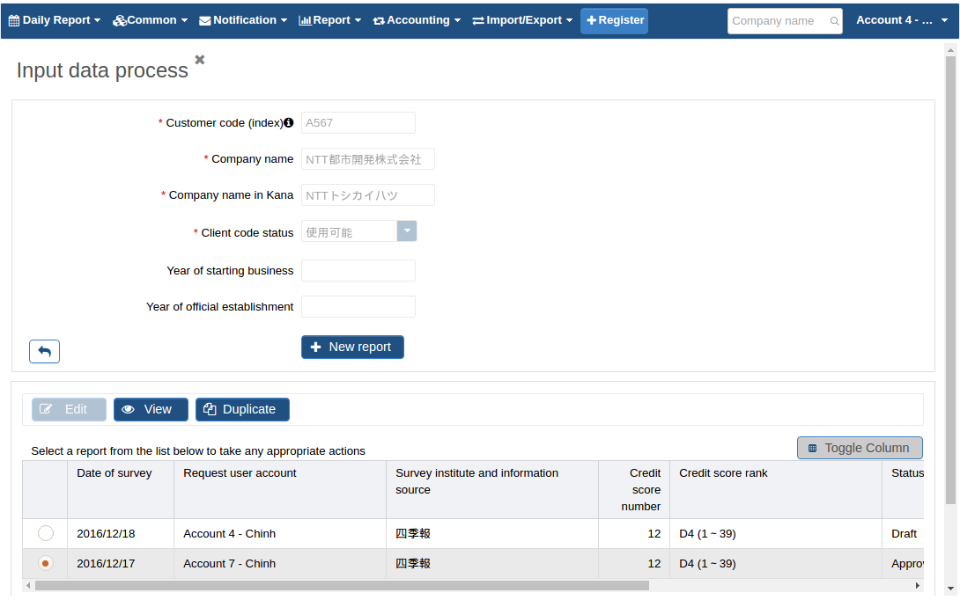 Daily Report Common Notification Report Accounting Import/Export Register Company name Account 4 - ...
Input data process
* Customer code (index) A567
* Company name NTT都市開発株式会社
* Company name in Kana NTTトシカイハツ
* Client code status 使用可能
Year of starting business
Year of official establishment
New report
Edit View Duplicate
Select a report from the list below to take any appropriate actions Toggle Column
Date of survey Request user account Survey institute and information Credit Credit score rank Status
source score
number
2016/12/18 Account 4 - Chinh 四季報 12 D4 (1 ~ 39) Draft
2016/12/17 Account 7 - Chinh 四季報 12 D4 (1 ~ 39) Approv